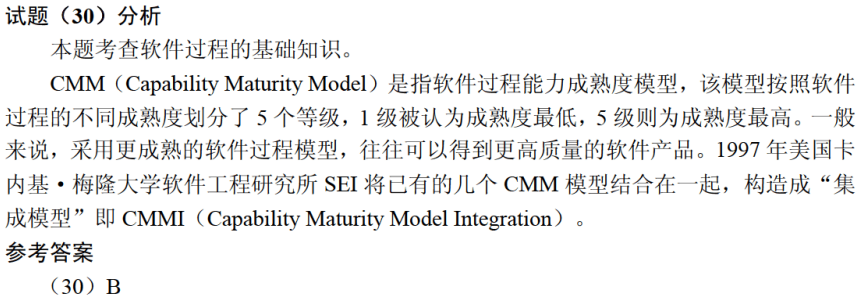 试题（30）分析
本题考查软件过程的基础知识。
CMM（Capability Maturity Model）是指软件过程能力成熟度模型，该模型按照软件
过程的不同成熟度划分了 5 个等级，1 级被认为成熟度最低，5 级则为成熟度最高。一般
来说，采用更成熟的软件过程模型，往往可以得到更高质量的软件产品。1997 年美国卡
内基·梅隆大学软件工程研究所 SEI 将已有的几个 CMM 模型结合在一起，构造成“集
成模型”即 CMMI（Capability Maturity Model Integration）。
参考答案
（30）B